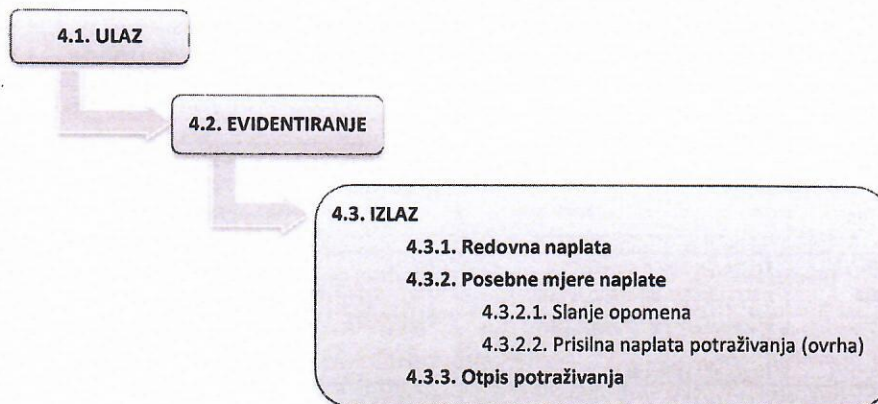 4.1. ULAZ
4.2. EVIDENTIRANJE
4.3. IZLAZ
4.3.1. Redovna naplata
4.3.2. Posebne mjere naplate
4.3.2.1. Slanje opomena
4.3.2.2. Prisilna naplata potraživanja (ovrha)
4.3.3. Otpis potraživanja